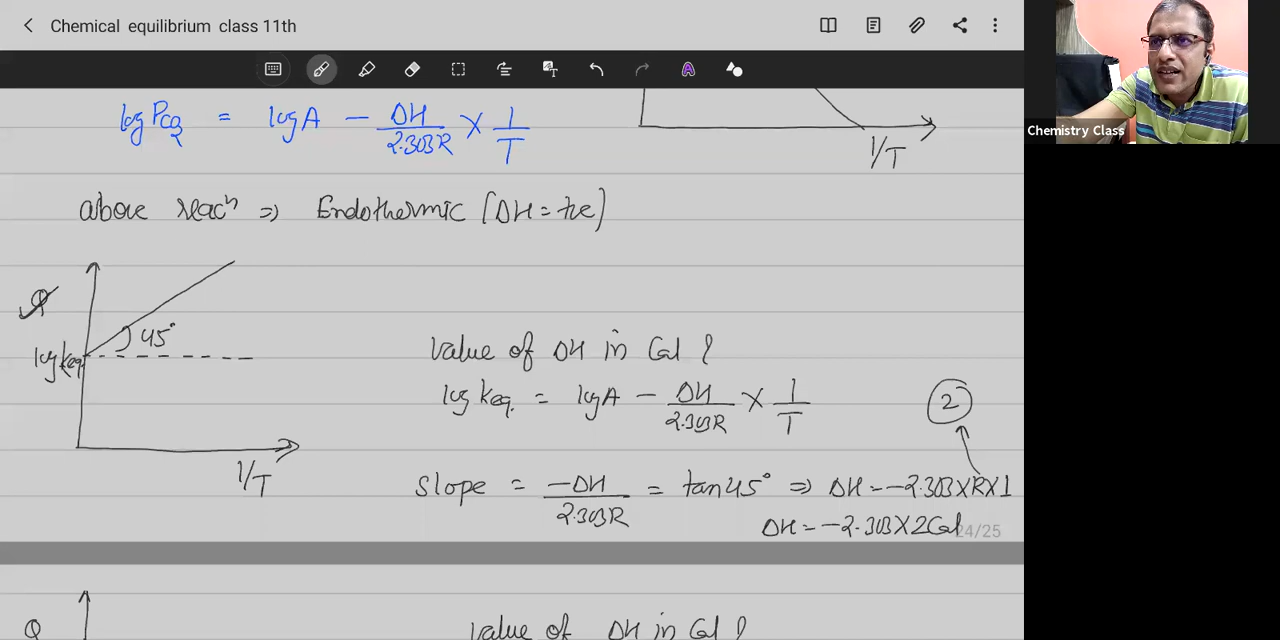 Chemical equilibrium class 11th
Chemistry Class
log PCO2 = log A - ΔH/2.303R × 1/T
1/T
above reacn ⇒ Endothermic (ΔH = +ve)
Q
45°
log Keq
1/T
Value of ΔH in Cal ?
log Keq. = log A - ΔH/2.303R × 1/T
2
Slope = -ΔH/2.303R = tan45° ⇒ ΔH = -2.303×R×1
ΔH = -2.303×2Cal
24/25
Q
Value of ΔH in Cal ?